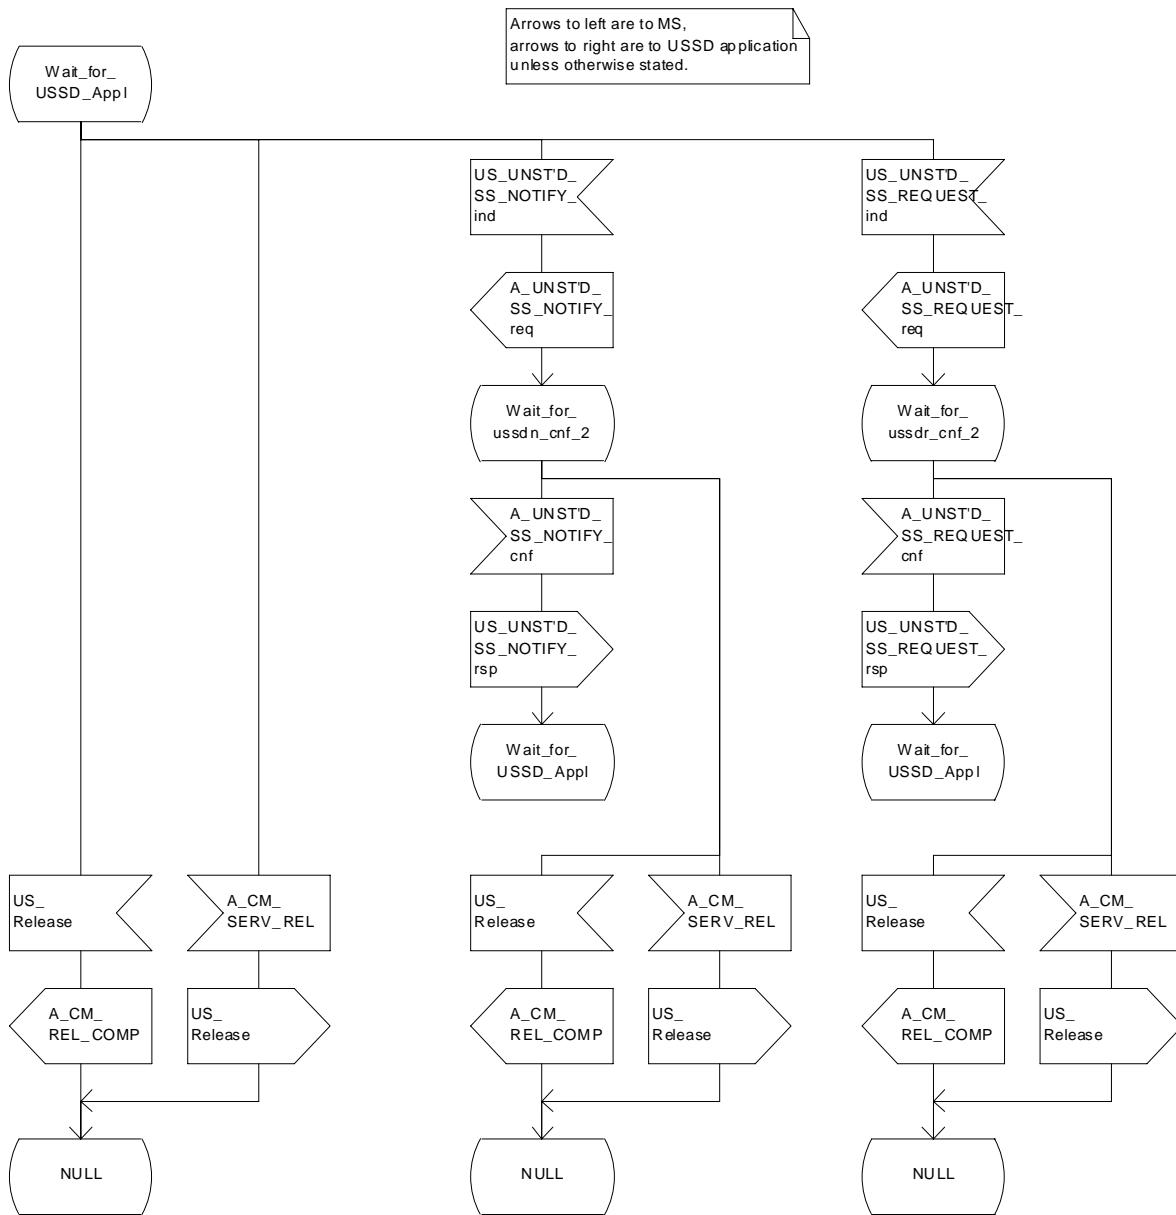 Arrows to left are to MS,
arrows to right are to USSD application
unless otherwise stated.
Wait_for_
USSD_Appl
US_UNST'D_
SS_NOTIFY_
ind
US_UNST'D_
SS_REQUEST_
ind
A_UNST'D_
SS_NOTIFY_
req
A_UNST'D_
SS_REQUEST_
req
Wait_for_
ussdn_cnf_2
Wait_for_
ussdr_cnf_2
A_UNST'D_
SS_NOTIFY_
cnf
A_UNST'D_
SS_REQUEST_
cnf
US_UNST'D_
SS_NOTIFY_
rsp
US_UNST'D_
SS_REQUEST_
rsp
Wait_for_
USSD_Appl
Wait_for_
USSD_Appl
US_
Release
A_CM_
SERV_REL
US_
Release
A_CM_
SERV_REL
US_
Release
A_CM_
SERV_REL
A_CM_
REL_COMP
US_
Release
A_CM_
REL_COMP
US_
Release
A_CM_
REL_COMP
US_
Release
NULL
NULL
NULL